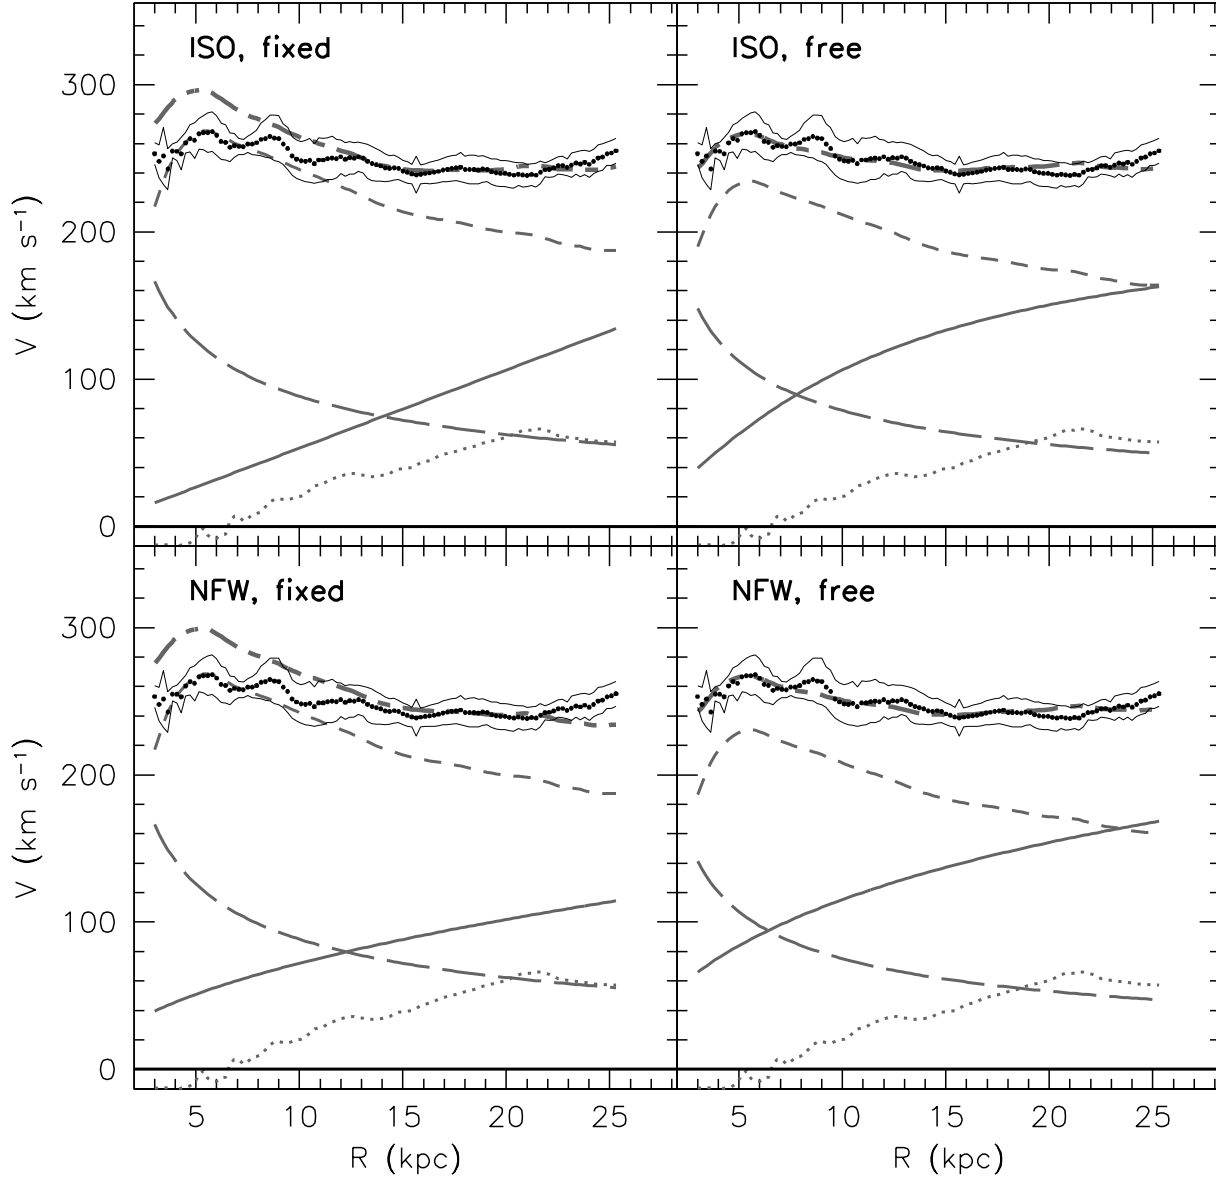 ISO, fixed
ISO, free
300
200
100
0
V (km s⁻¹)
NFW, fixed
NFW, free
300
200
100
0
V (km s⁻¹)
5 10 15 20 25 5 10 15 20 25
R (kpc) R (kpc)